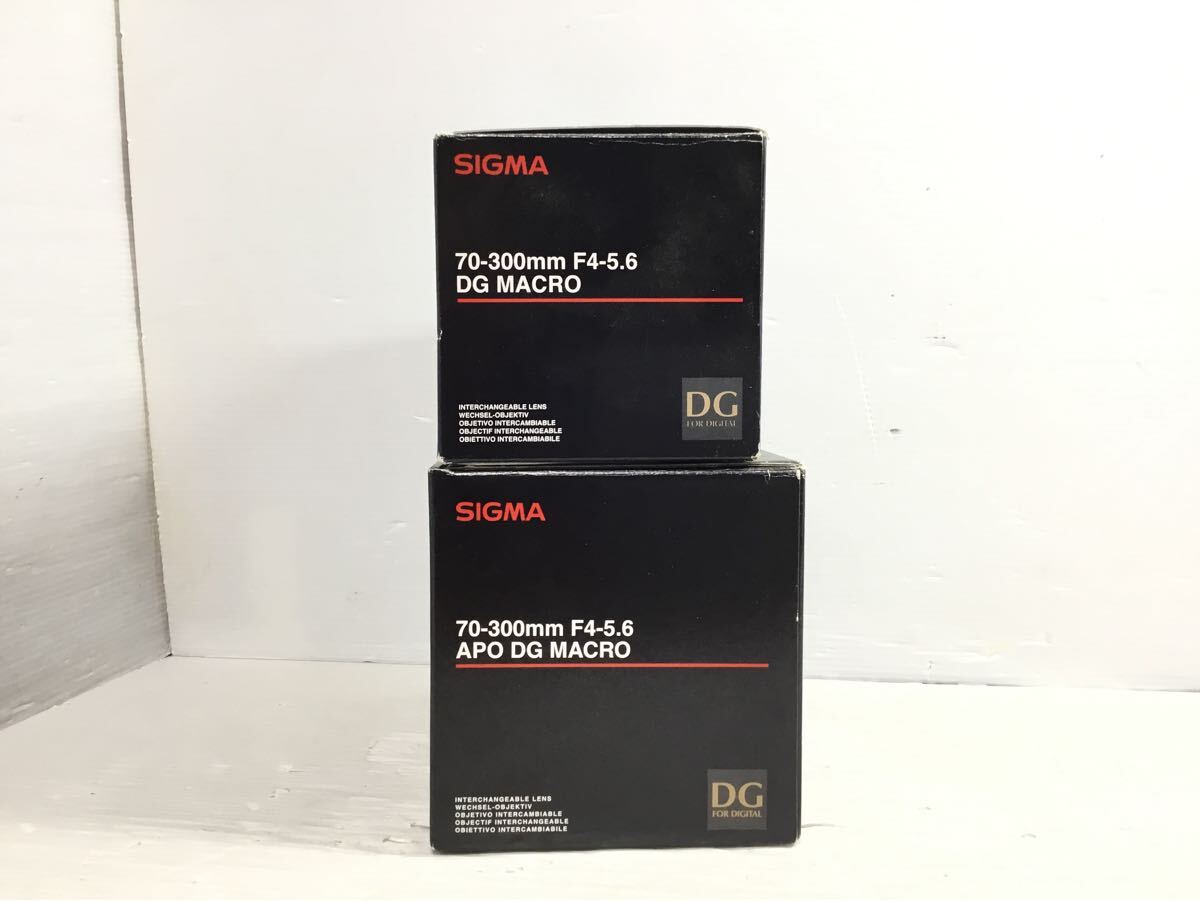 SIGMA
70-300mm F4-5.6
DG MACRO
INTERCHANGEABLE LENS
WECHSEL-OBJEKTIV
OBJETIVO INTERCAMBIABLE
OBJECTIF INTERCHANGEABLE
OBIETTIVO INTERCAMBIABILE
DG
FOR DIGITAL
SIGMA
70-300mm F4-5.6
APO DG MACRO
INTERCHANGEABLE LENS
WECHSEL-OBJEKTIV
OBJETIVO INTERCAMBIABLE
OBJECTIF INTERCHANGEABLE
OBIETTIVO INTERCAMBIABILE
DG
FOR DIGITAL